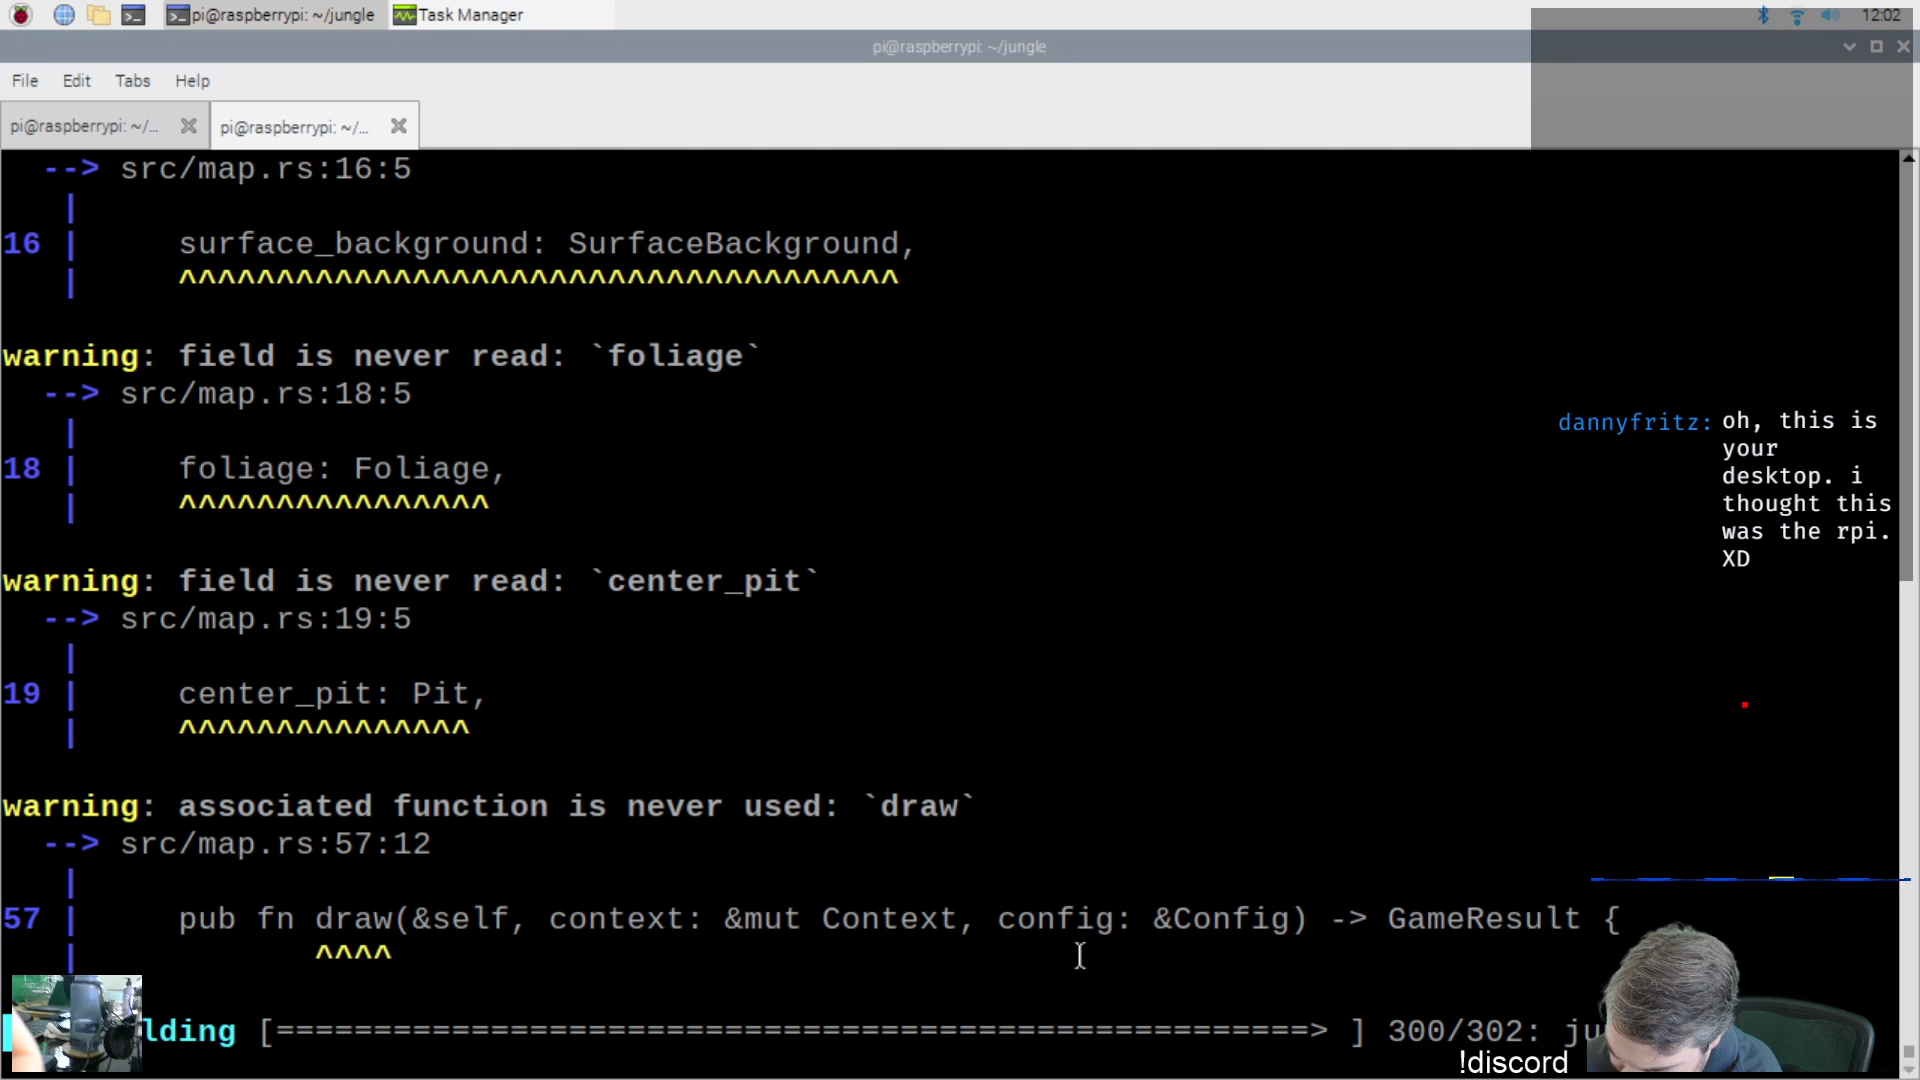 pi@raspberrypi: ~/jungle
Task Manager
12:02
pi@raspberrypi: ~/jungle
File Edit Tabs Help
pi@raspberrypi: ~/...
pi@raspberrypi: ~/...
--> src/map.rs:16:5
|
16 | surface_background: SurfaceBackground,
| ^^^^^^^^^^^^^^^^^^^^^^^^^^^^^^^^^^^^^
warning: field is never read: `foliage`
--> src/map.rs:18:5
|
18 | foliage: Foliage,
| ^^^^^^^^^^^^^^^^
warning: field is never read: `center_pit`
--> src/map.rs:19:5
|
19 | center_pit: Pit,
| ^^^^^^^^^^^^^^^
warning: associated function is never used: `draw`
--> src/map.rs:57:12
|
57 | pub fn draw(&self, context: &mut Context, config: &Config) -> GameResult {
| ^^^^
lding [=====================================================> ] 300/302: ju
dannyfritz: oh, this is
your
desktop. i
thought this
was the rpi.
XD
!discord